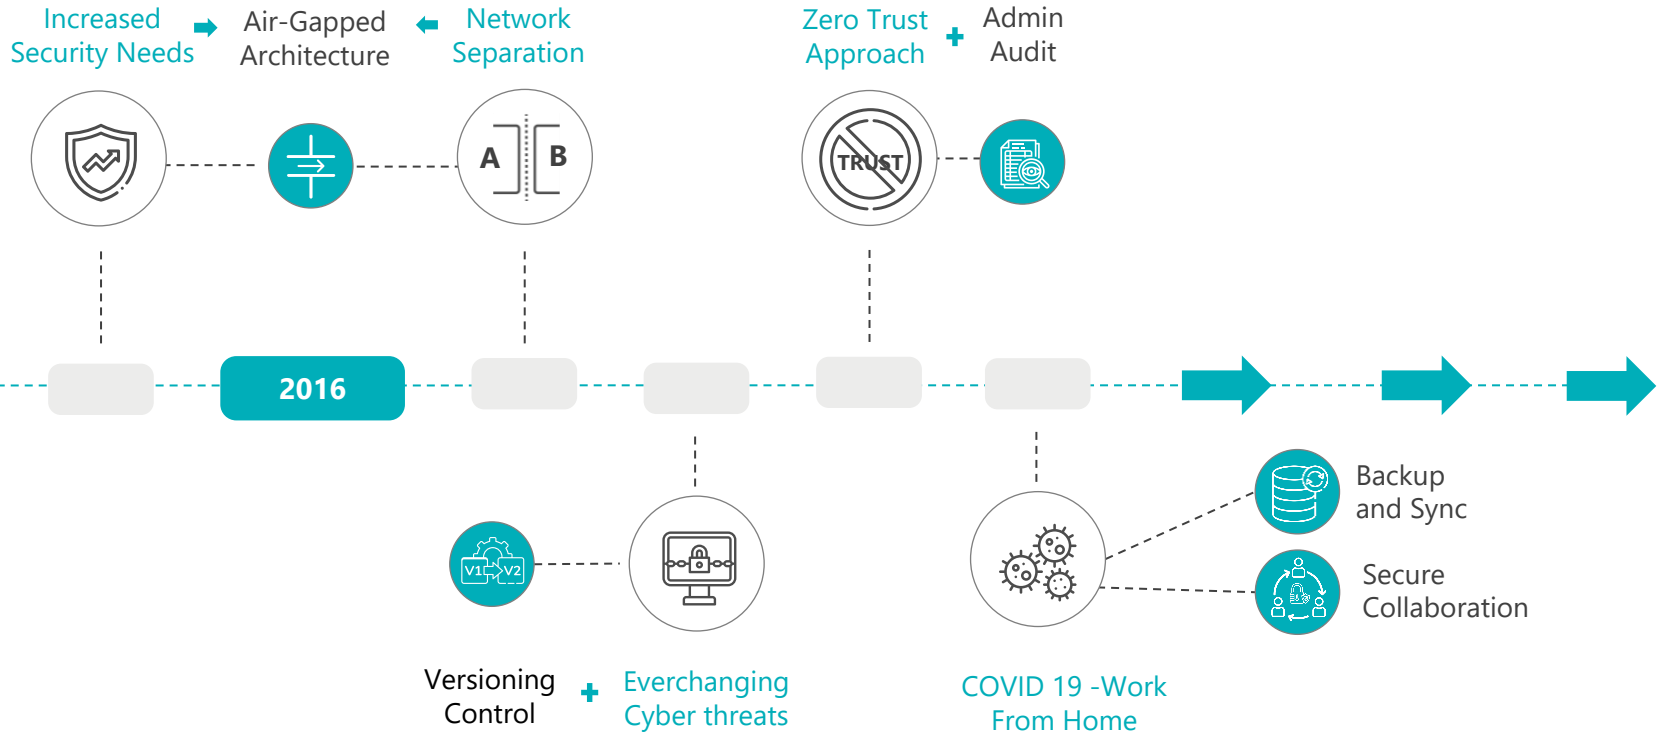 Increased
Security Needs
Air-Gapped
Architecture
Network
Separation
Zero Trust
Approach
Admin
Audit
A
B
TRUST
2016
V1
V2
Backup
and Sync
Secure
Collaboration
Versioning
Control
Everchanging
Cyber threats
COVID 19 -Work
From Home